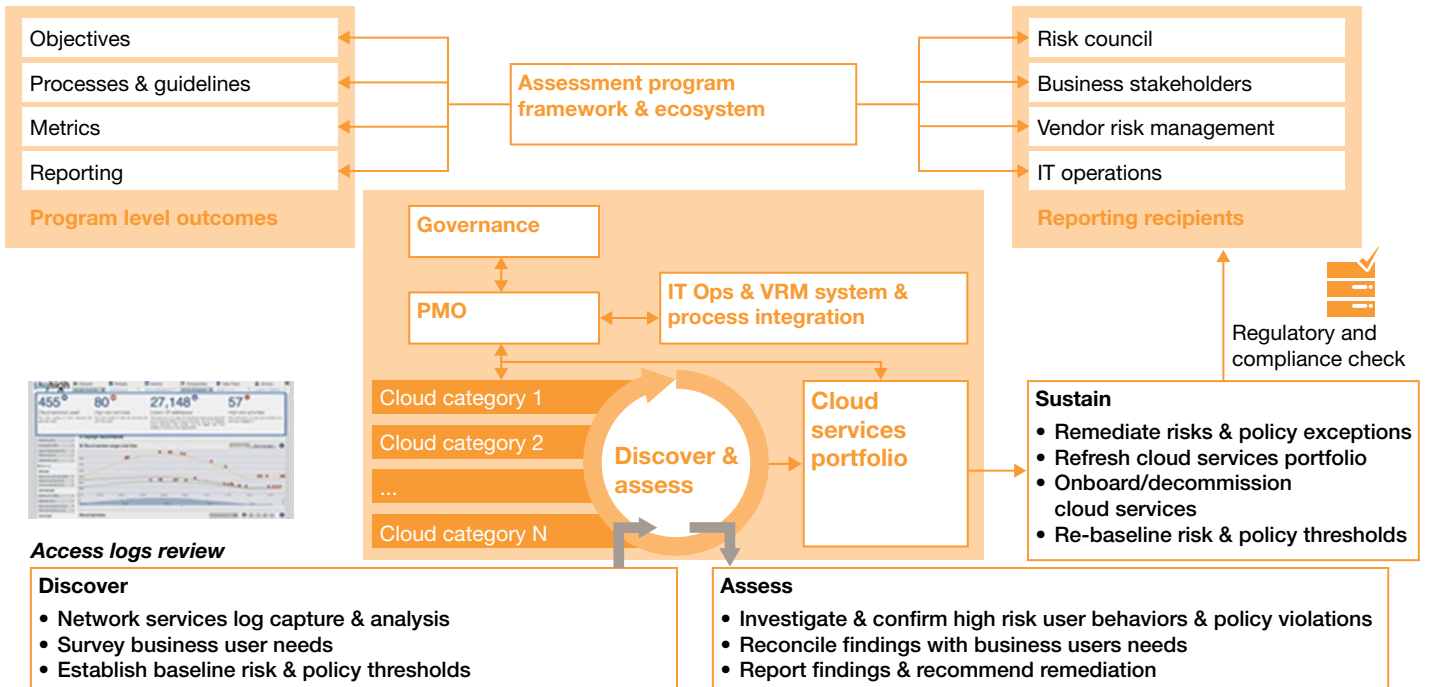 Objectives
Processes & guidelines
Metrics
Reporting
Program level outcomes
Assessment program
framework & ecosystem
Risk council
Business stakeholders
Vendor risk management
IT operations
Reporting recipients
Governance
PMO
IT Ops & VRM system &
process integration
Cloud category 1
Cloud category 2
...
Cloud category N
Discover &
assess
Cloud
services
portfolio
Regulatory and
compliance check
Sustain
• Remediate risks & policy exceptions
• Refresh cloud services portfolio
• Onboard/decommission
cloud services
• Re-baseline risk & policy thresholds
skyhigh
455
80
27,148
57
Access logs review
Discover
• Network services log capture & analysis
• Survey business user needs
• Establish baseline risk & policy thresholds
Assess
• Investigate & confirm high risk user behaviors & policy violations
• Reconcile findings with business users needs
• Report findings & recommend remediation